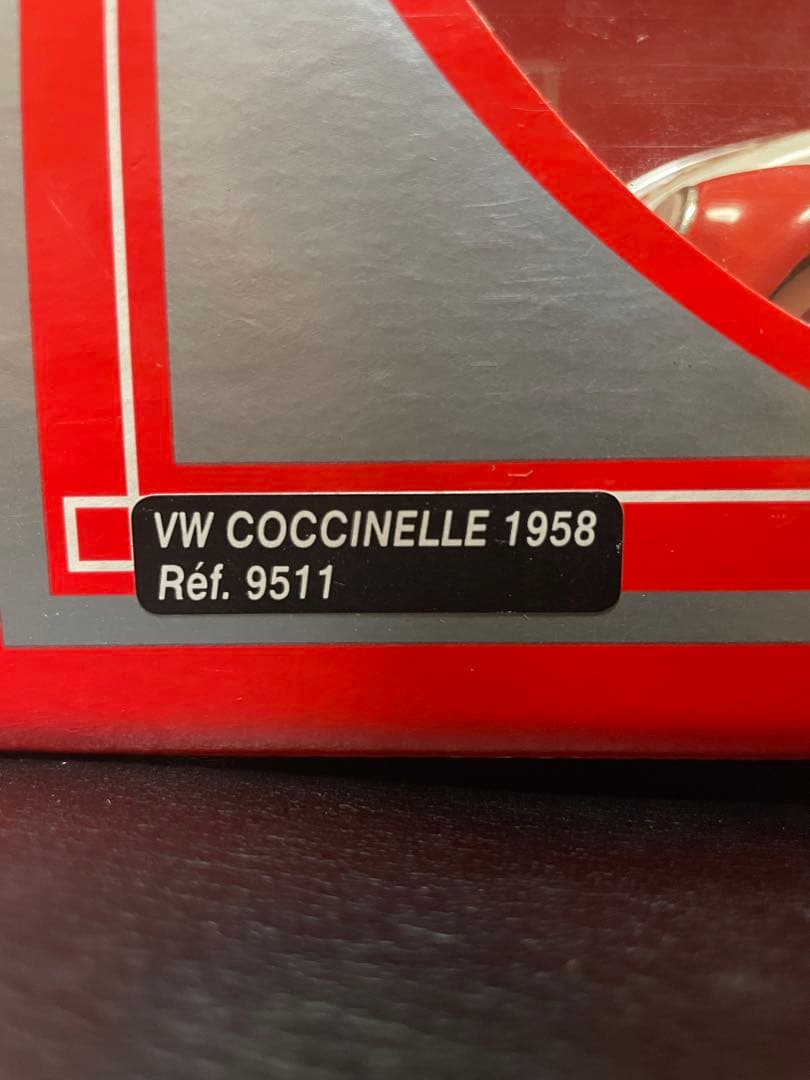 VW COCCINELLE 1958
Réf. 9511